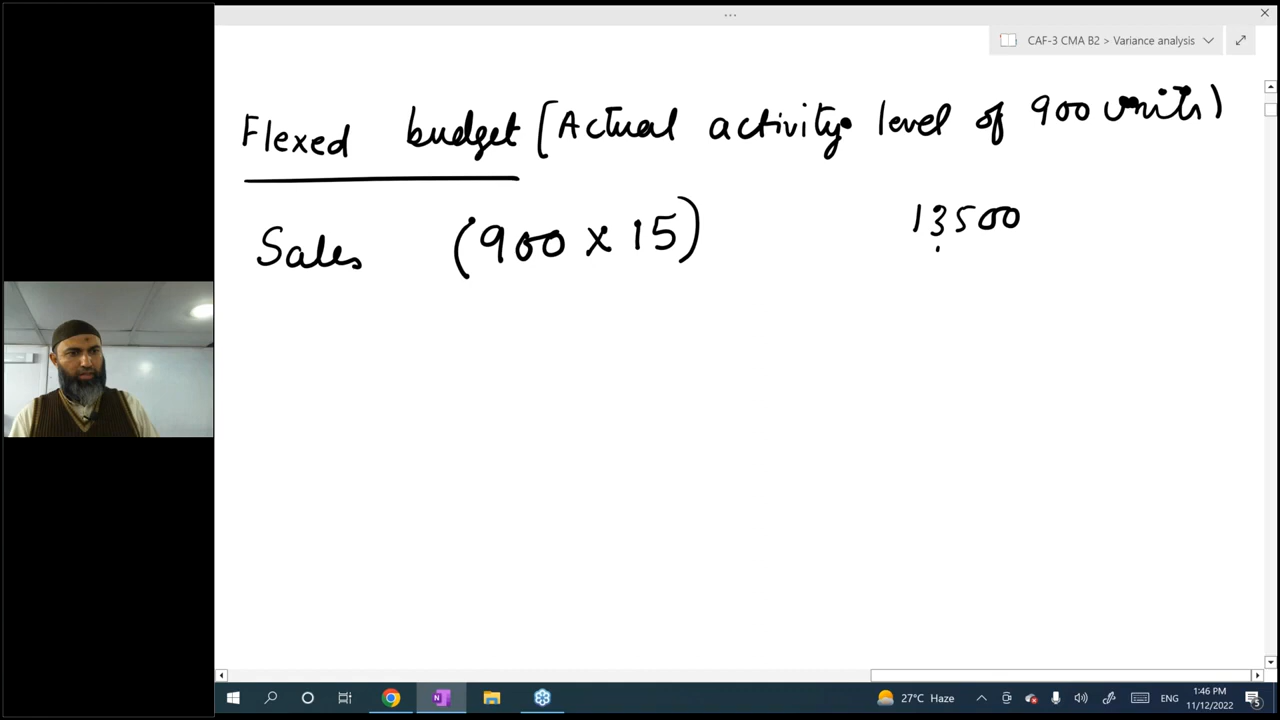 CAF-3 CMA B2 > Variance analysis
Flexed budget [Actual activity level of 900 units)
Sales (900 x 15) 13500
27°C Haze
ENG
1:46 PM
11/12/2022
5